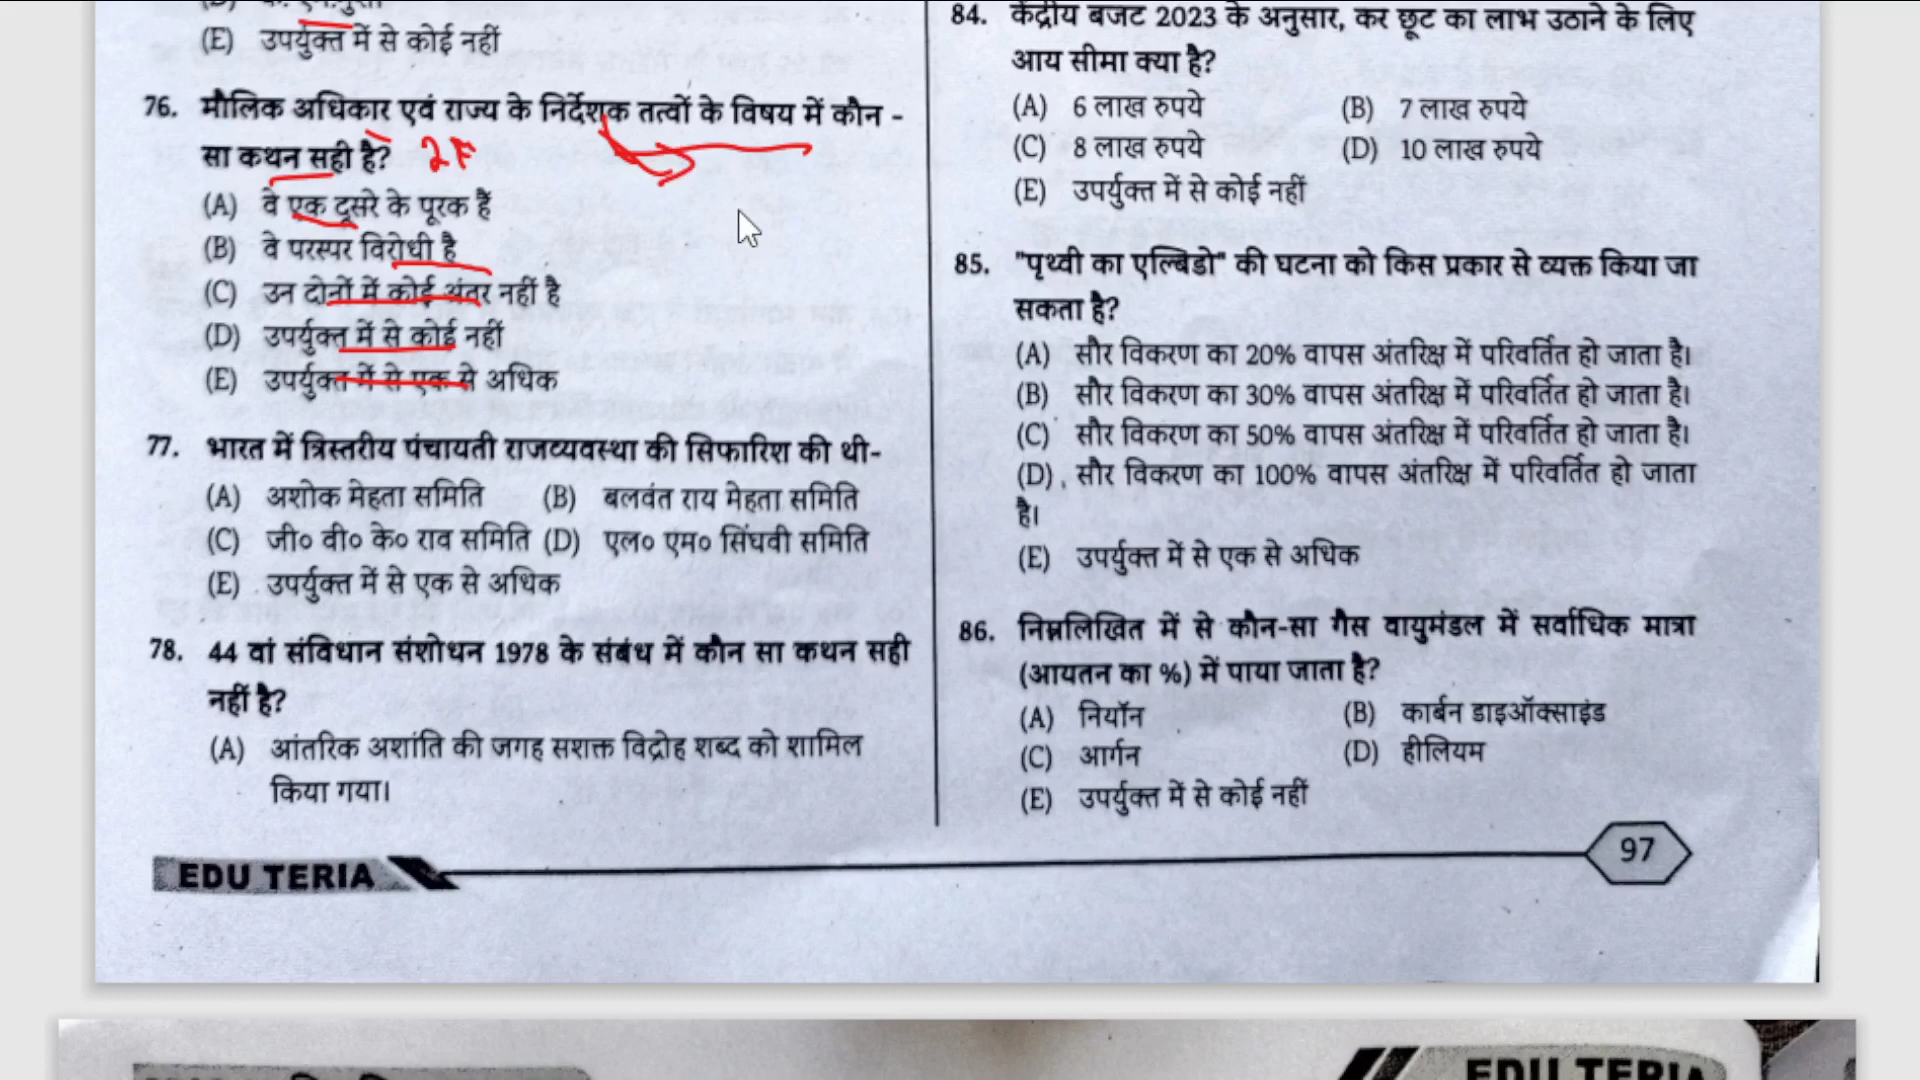 (E) उपर्युक्त में से कोई नहीं
76. मौलिक अधिकार एवं राज्य के निर्देशक तत्वों के विषय में कौन -
सा कथन सही है?
(A) वे एक दूसरे के पूरक हैं
(B) वे परस्पर विरोधी है
(C) उन दोनों में कोई अंतर नहीं है
(D) उपर्युक्त में से कोई नहीं
(E) उपर्युक्त में से एक से अधिक
77. भारत में त्रिस्तरीय पंचायती राजव्यवस्था की सिफारिश की थी-
(A) अशोक मेहता समिति (B) बलवंत राय मेहता समिति
(C) जी० वी० के० राव समिति (D) एल० एम० सिंघवी समिति
(E) उपर्युक्त में से एक से अधिक
78. 44 वां संविधान संशोधन 1978 के संबंध में कौन सा कथन सही
नहीं है?
(A) आंतरिक अशांति की जगह सशक्त विद्रोह शब्द को शामिल
किया गया।
84. केंद्रीय बजट 2023 के अनुसार, कर छूट का लाभ उठाने के लिए
आय सीमा क्या है?
(A) 6 लाख रुपये (B) 7 लाख रुपये
(C) 8 लाख रुपये (D) 10 लाख रुपये
(E) उपर्युक्त में से कोई नहीं
85. "पृथ्वी का एल्बिडो" की घटना को किस प्रकार से व्यक्त किया जा
सकता है?
(A) सौर विकरण का 20% वापस अंतरिक्ष में परिवर्तित हो जाता है।
(B) सौर विकरण का 30% वापस अंतरिक्ष में परिवर्तित हो जाता है।
(C) सौर विकरण का 50% वापस अंतरिक्ष में परिवर्तित हो जाता है।
(D) सौर विकरण का 100% वापस अंतरिक्ष में परिवर्तित हो जाता
है।
(E) उपर्युक्त में से एक से अधिक
86. निम्नलिखित में से कौन-सा गैस वायुमंडल में सर्वाधिक मात्रा
(आयतन का %) में पाया जाता है?
(A) नियॉन (B) कार्बन डाइऑक्साइंड
(C) आर्गन (D) हीलियम
(E) उपर्युक्त में से कोई नहीं
EDU TERIA
97
EDU TERIA